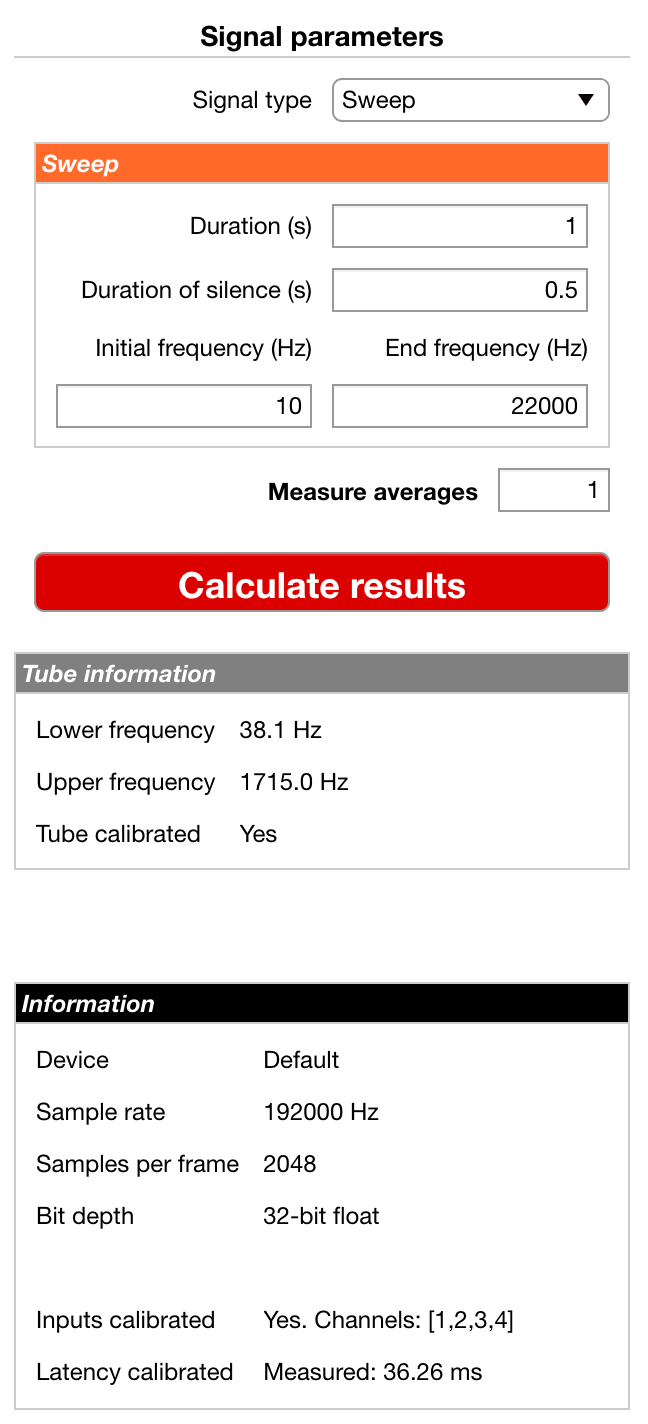 Signal parameters
Signal type Sweep
Sweep
Duration (s) 1
Duration of silence (s) 0.5
Initial frequency (Hz) End frequency (Hz)
10 22000
Measure averages 1
Calculate results
Tube information
Lower frequency 38.1 Hz
Upper frequency 1715.0 Hz
Tube calibrated Yes
Information
Device Default
Sample rate 192000 Hz
Samples per frame 2048
Bit depth 32-bit float
Inputs calibrated Yes. Channels: [1,2,3,4]
Latency calibrated Measured: 36.26 ms